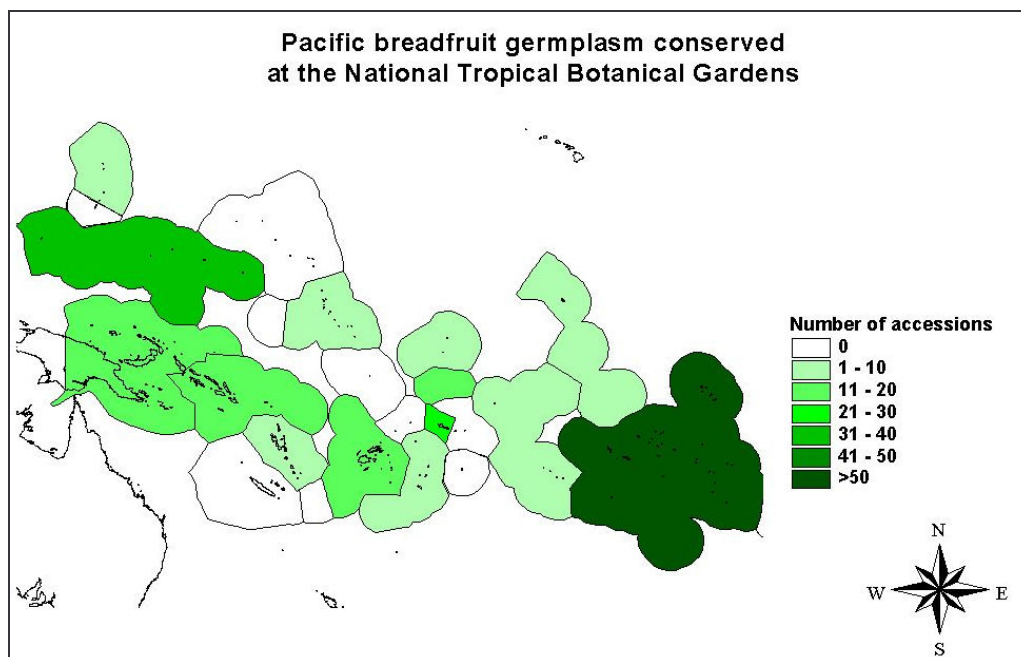 Pacific breadfruit germplasm conserved
at the National Tropical Botanical Gardens
Number of accessions
0
1 - 10
11 - 20
21 - 30
31 - 40
41 - 50
>50
N
W E
S